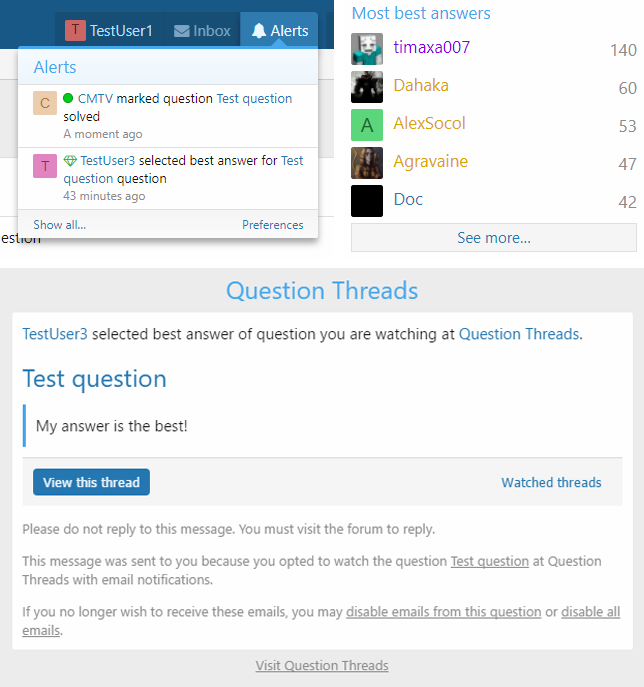 T TestUser1 Inbox Alerts
Alerts
C CMTV marked question Test question
solved
A moment ago
T TestUser3 selected best answer for Test
question question
43 minutes ago
Show all... Preferences
estion
Most best answers
timaxa007 140
Dahaka 60
A AlexSocol 53
Agravaine 47
Doc 42
See more...
Question Threads
TestUser3 selected best answer of question you are watching at Question Threads.
Test question
My answer is the best!
View this thread Watched threads
Please do not reply to this message. You must visit the forum to reply.
This message was sent to you because you opted to watch the question Test question at Question
Threads with email notifications.
If you no longer wish to receive these emails, you may disable emails from this question or disable all
emails.
Visit Question Threads